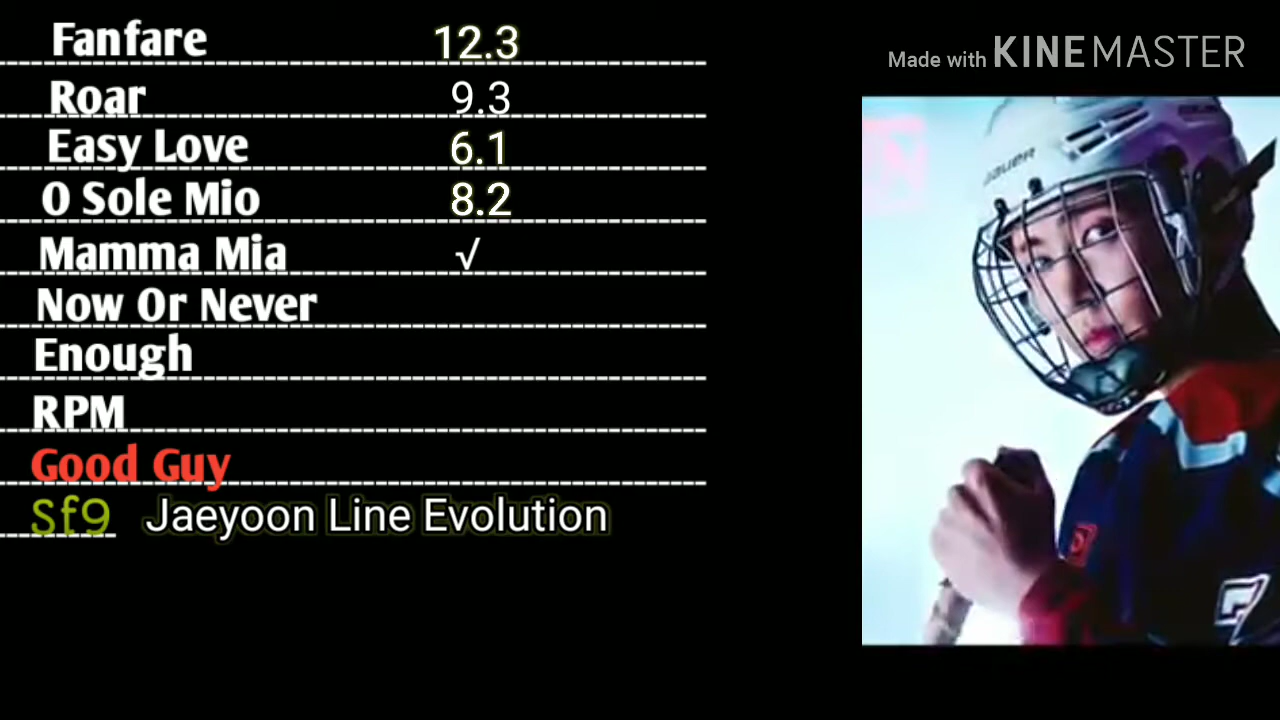 Fanfare 12.3
Made with KINEMASTER
Roar 9.3
Easy Love 6.1
O Sole Mio 8.2
Mamma Mia √
Now Or Never
Enough
RPM
Good Guy
Sf9 Jaeyoon Line Evolution
BAUER